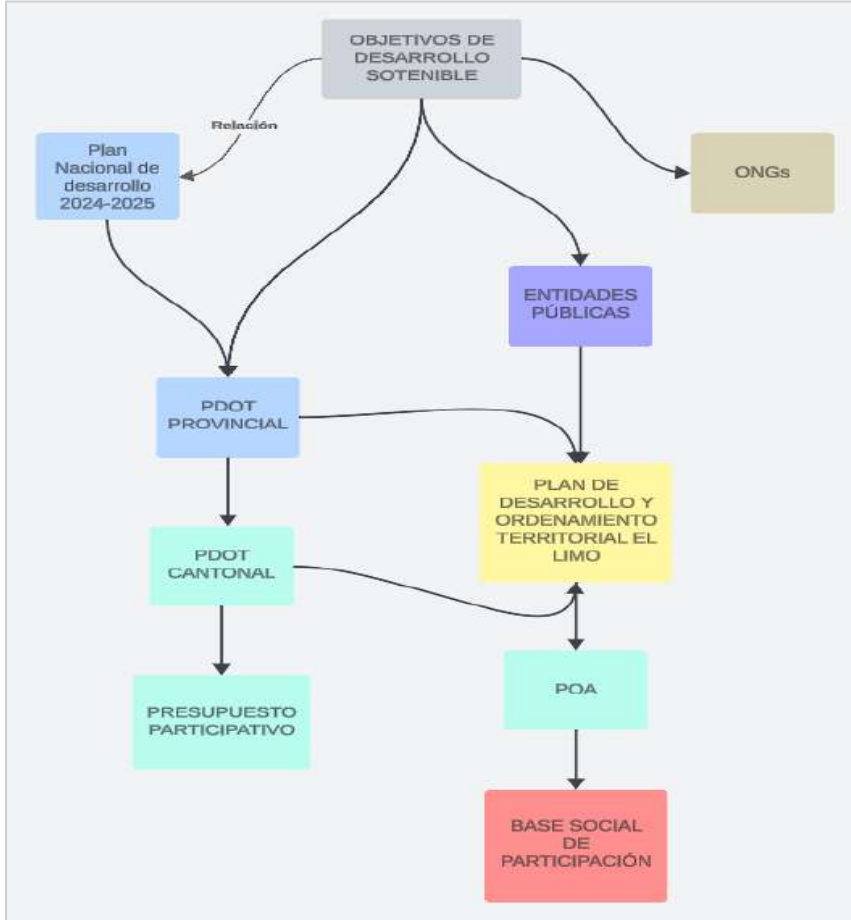 OBJETIVOS DE
DESARROLLO
SOTENIBLE
Relación
Plan
Nacional de
desarrollo
2024-2025
ONGs
ENTIDADES
PÚBLICAS
PDOT
PROVINCIAL
PLAN DE
DESARROLLO Y
ORDENAMIENTO
TERRITORIAL EL
LIMO
PDOT
CANTONAL
POA
PRESUPUESTO
PARTICIPATIVO
BASE SOCIAL
DE
PARTICIPACIÓN